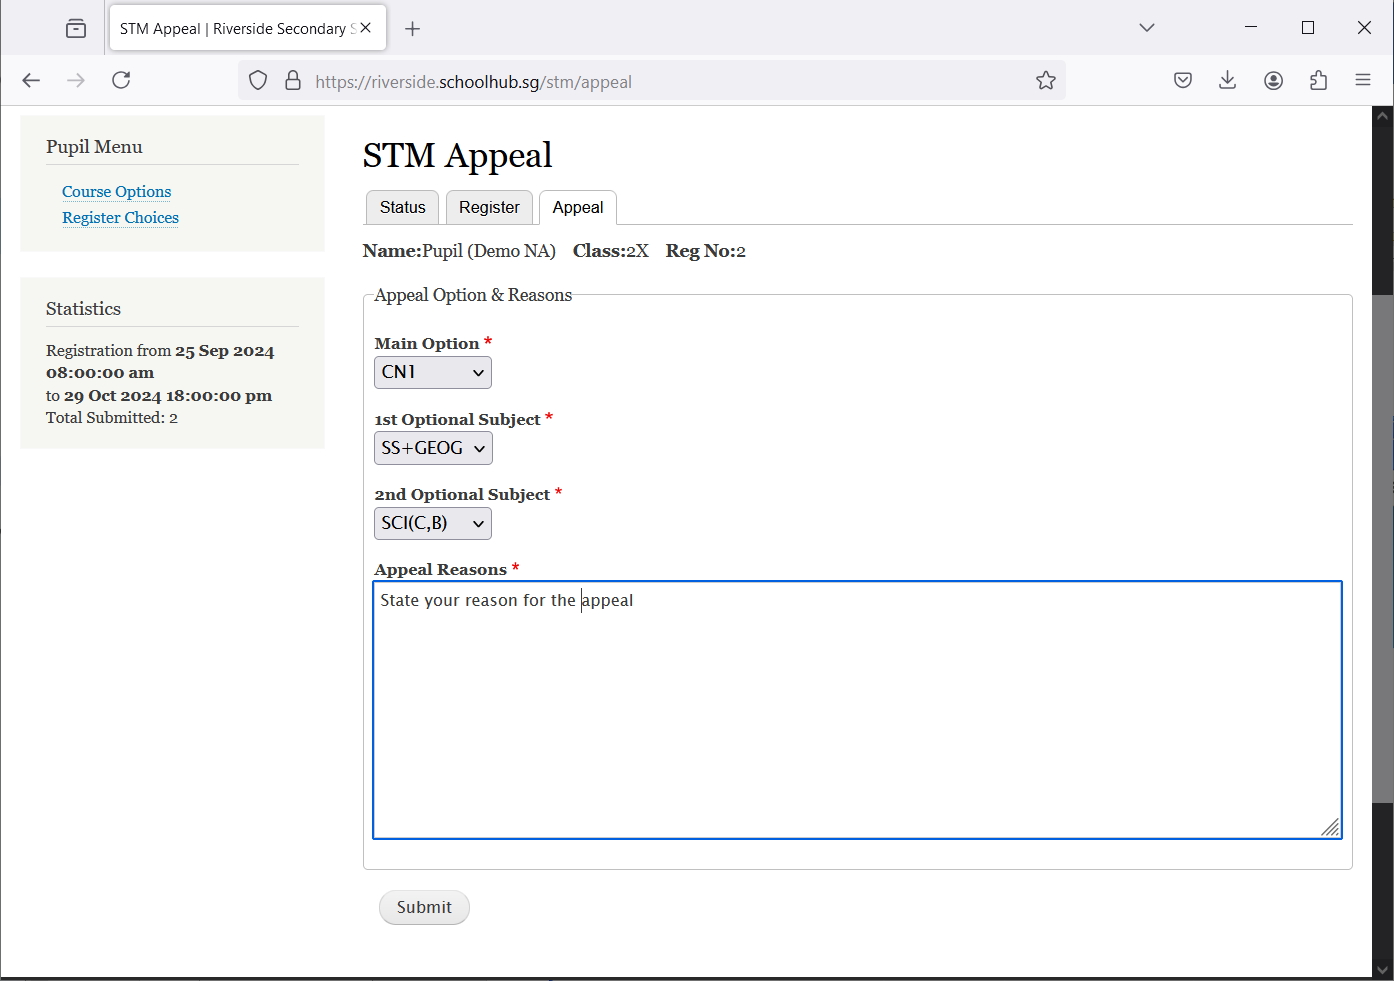 STM Appeal | Riverside Secondary S
https://riverside.schoolhub.sg/stm/appeal
Pupil Menu
Course Options
Register Choices
Statistics
Registration from 25 Sep 2024
08:00:00 am
to 29 Oct 2024 18:00:00 pm
Total Submitted: 2
STM Appeal
Status Register Appeal
Name:Pupil (Demo NA) Class:2X Reg No:2
Appeal Option & Reasons
Main Option *
CN1
1st Optional Subject *
SS+GEOG
2nd Optional Subject *
SCI(C,B)
Appeal Reasons *
State your reason for the appeal
Submit